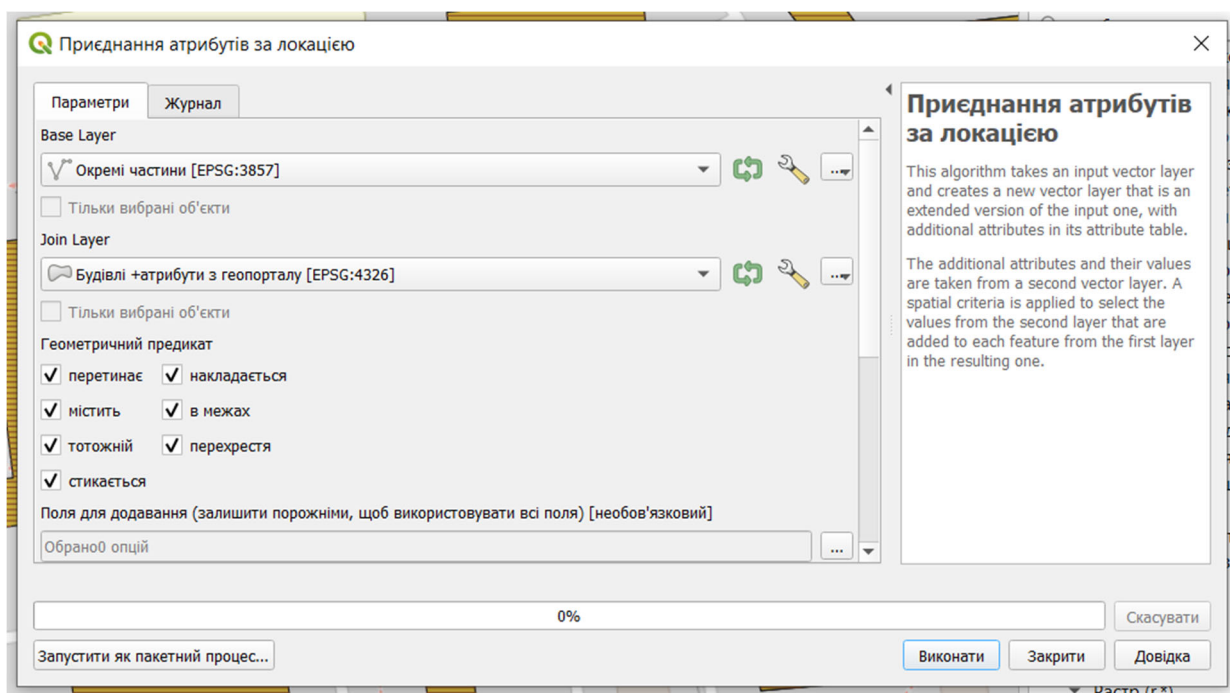 Приєднання атрибутів за локацією
Параметри
Журнал
Base Layer
Окремі частини [EPSG:3857]
Тільки вибрані об'єкти
Join Layer
Будівлі +атрибути з геопорталу [EPSG:4326]
Тільки вибрані об'єкти
Геометричний предикат
перетинає
накладається
містить
в межах
тотожній
перехрестя
стикається
Поля для додавання (залишити порожніми, щоб використовувати всі поля) [необов'язковий]
Обрано0 опцій
...
Приєднання атрибутів
за локацією
This algorithm takes an input vector layer
and creates a new vector layer that is an
extended version of the input one, with
additional attributes in its attribute table.
The additional attributes and their values
are taken from a second vector layer. A
spatial criteria is applied to select the
values from the second layer that are
added to each feature from the first layer
in the resulting one.
0%
Скасувати
Запустити як пакетний процес...
Виконати
Закрити
Довідка